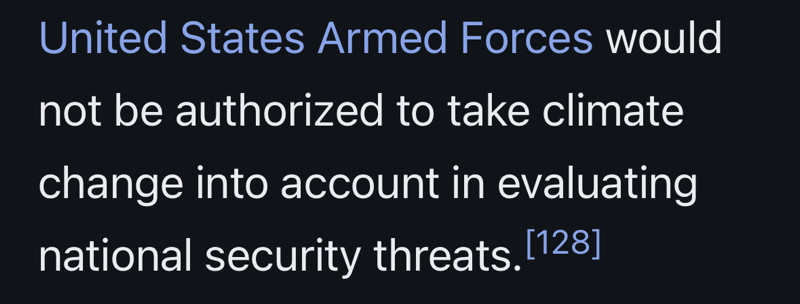 United States Armed Forces would
not be authorized to take climate
change into account in evaluating
national security threats.[128]